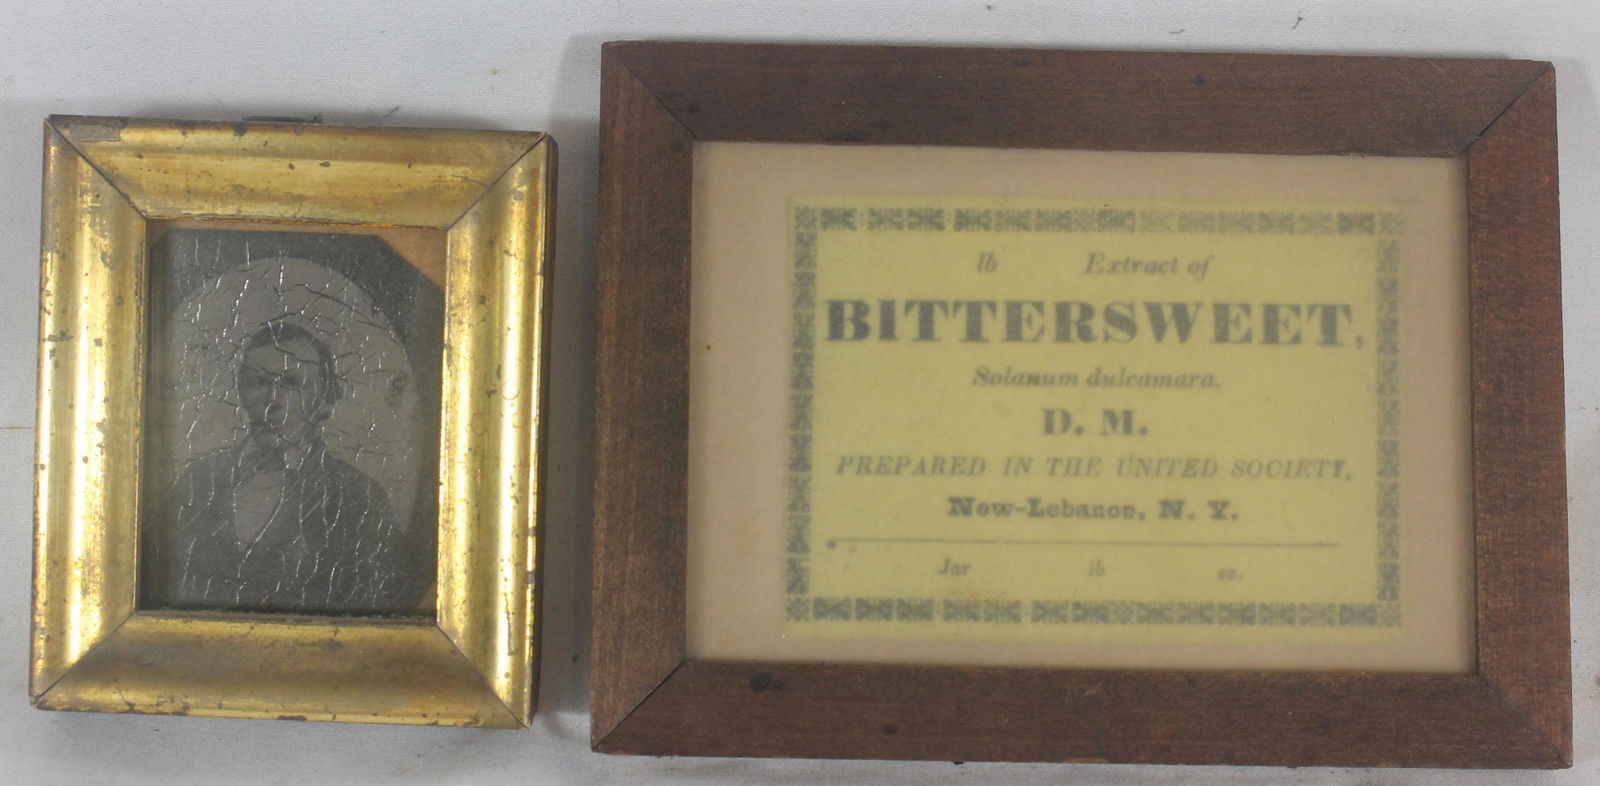 lb Extract of
BITTERSWEET,
Solanum dulcamara,
D. M.
PREPARED IN THE UNITED SOCIETY,
New-Lebanon, N. Y.
Jar lb oz.